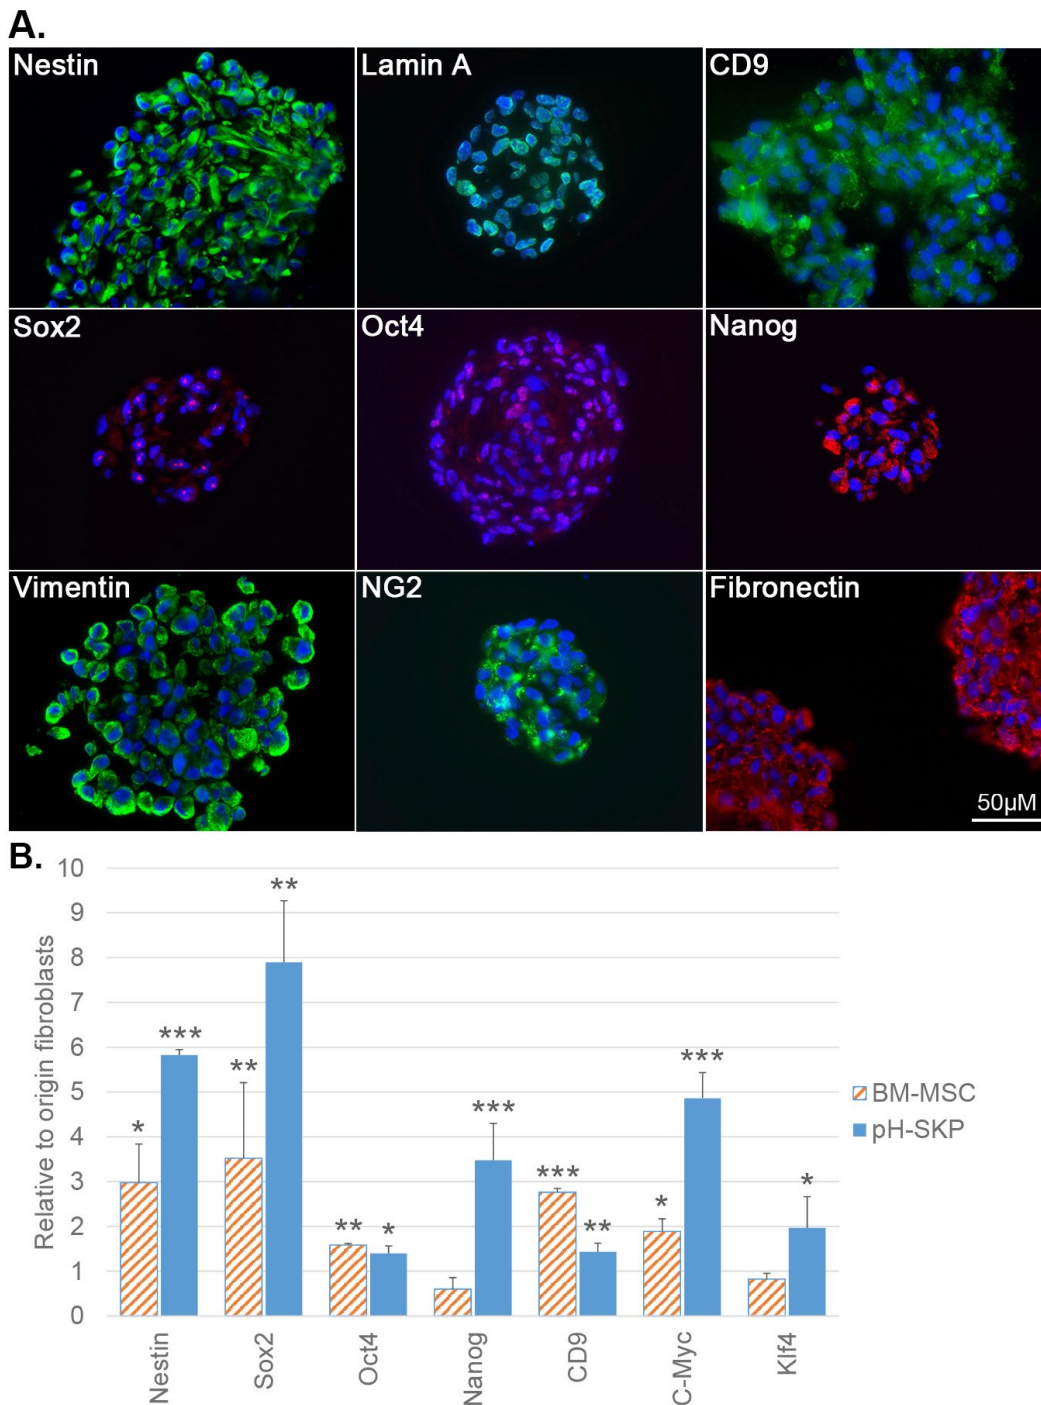 A.
Nestin Lamin A CD9
Sox2 Oct4 Nanog
Vimentin NG2 Fibronectin
50µM
B.
10
9
8
7
6
5
4
3
2
1
0
Relative to origin fibroblasts
* *** ** ** ** * *** *** ** * *** *
BM-MSC
pH-SKP
Nestin Sox2 Oct4 Nanog CD9 C-Myc Klf4